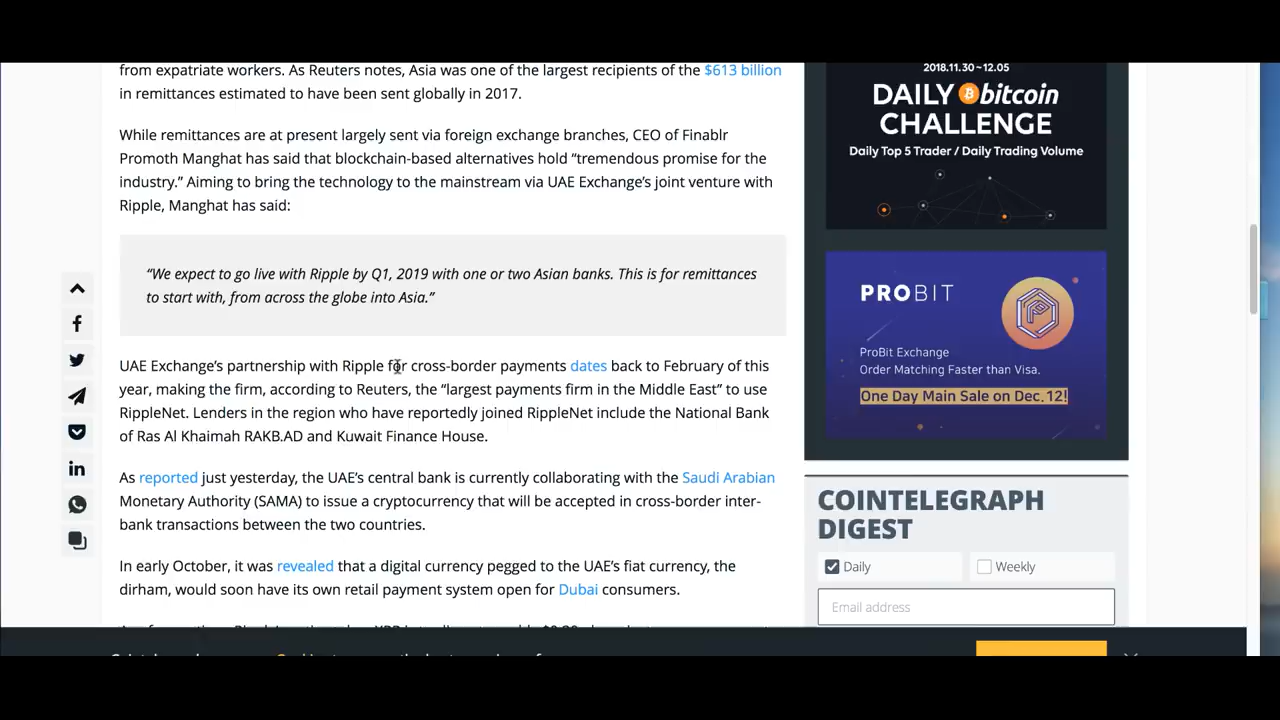 from expatriate workers. As Reuters notes, Asia was one of the largest recipients of the $613 billion
in remittances estimated to have been sent globally in 2017.
While remittances are at present largely sent via foreign exchange branches, CEO of Finablr
Promoth Manghat has said that blockchain-based alternatives hold “tremendous promise for the
industry.” Aiming to bring the technology to the mainstream via UAE Exchange’s joint venture with
Ripple, Manghat has said:
“We expect to go live with Ripple by Q1, 2019 with one or two Asian banks. This is for remittances
to start with, from across the globe into Asia.”
UAE Exchange’s partnership with Ripple for cross-border payments dates back to February of this
year, making the firm, according to Reuters, the “largest payments firm in the Middle East” to use
RippleNet. Lenders in the region who have reportedly joined RippleNet include the National Bank
of Ras Al Khaimah RAKB.AD and Kuwait Finance House.
As reported just yesterday, the UAE’s central bank is currently collaborating with the Saudi Arabian
Monetary Authority (SAMA) to issue a cryptocurrency that will be accepted in cross-border inter-
bank transactions between the two countries.
In early October, it was revealed that a digital currency pegged to the UAE’s fiat currency, the
dirham, would soon have its own retail payment system open for Dubai consumers.
2018.11.30 ~ 12.05
DAILY bitcoin
CHALLENGE
Daily Top 5 Trader / Daily Trading Volume
PROBIT
ProBit Exchange
Order Matching Faster than Visa.
One Day Main Sale on Dec.12!
COINTELEGRAPH
DIGEST
Daily
Weekly
Email address